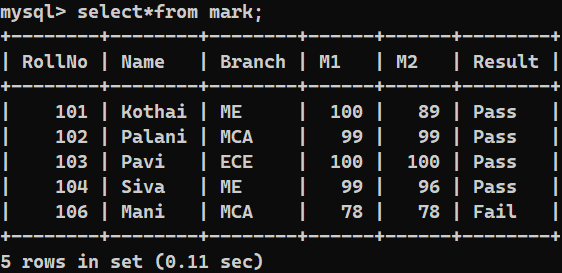 mysql> select*from mark;
+--------+--------+--------+------+------+--------+
| RollNo | Name   | Branch | M1   | M2   | Result |
+--------+--------+--------+------+------+--------+
|    101 | Kothai | ME     |  100 |   89 | Pass   |
|    102 | Palani | MCA    |   99 |   99 | Pass   |
|    103 | Pavi   | ECE    |  100 |  100 | Pass   |
|    104 | Siva   | ME     |   99 |   96 | Pass   |
|    106 | Mani   | MCA    |   78 |   78 | Fail   |
+--------+--------+--------+------+------+--------+
5 rows in set (0.11 sec)